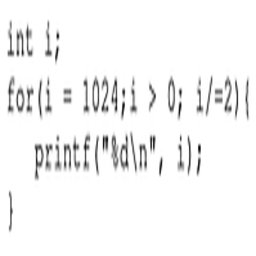 int i;
for(i = 1024;i > 0; i/=2){
printf("%d\n", i);
}